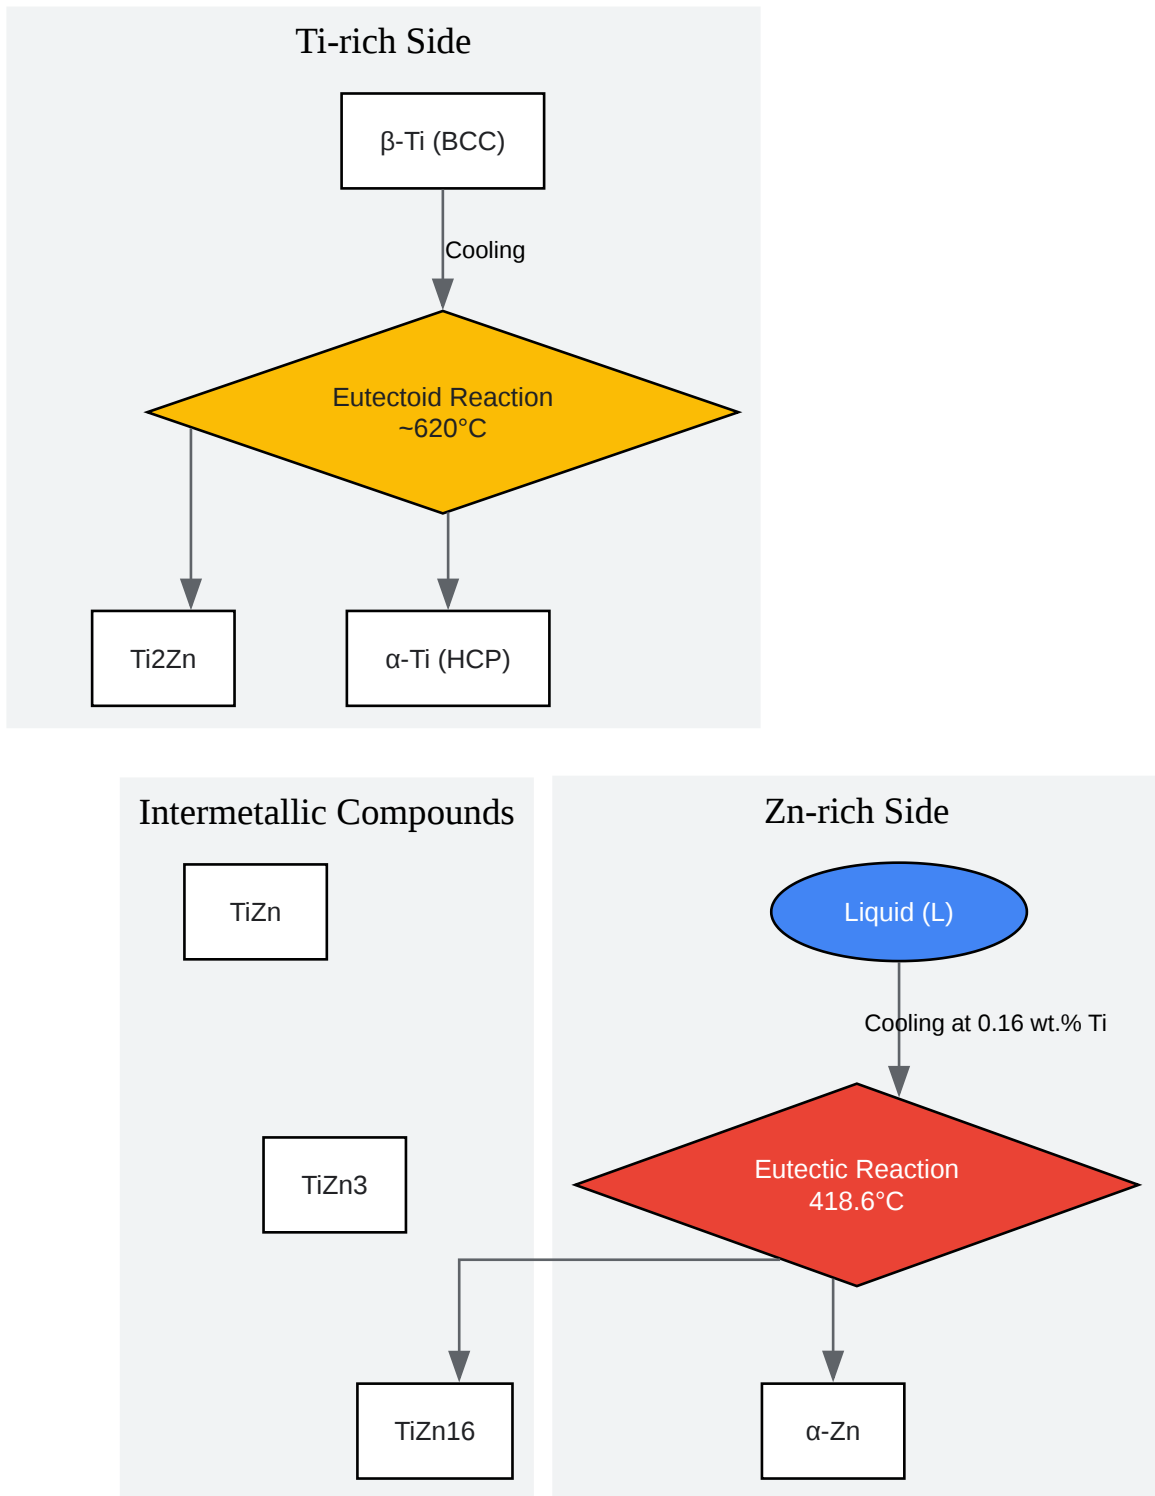 Ti-rich Side
β-Ti (BCC)
Cooling
Eutectoid Reaction
~620°C
Ti2Zn
α-Ti (HCP)
Intermetallic Compounds
TiZn
TiZn3
TiZn16
Zn-rich Side
Liquid (L)
Cooling at 0.16 wt.% Ti
Eutectic Reaction
418.6°C
α-Zn